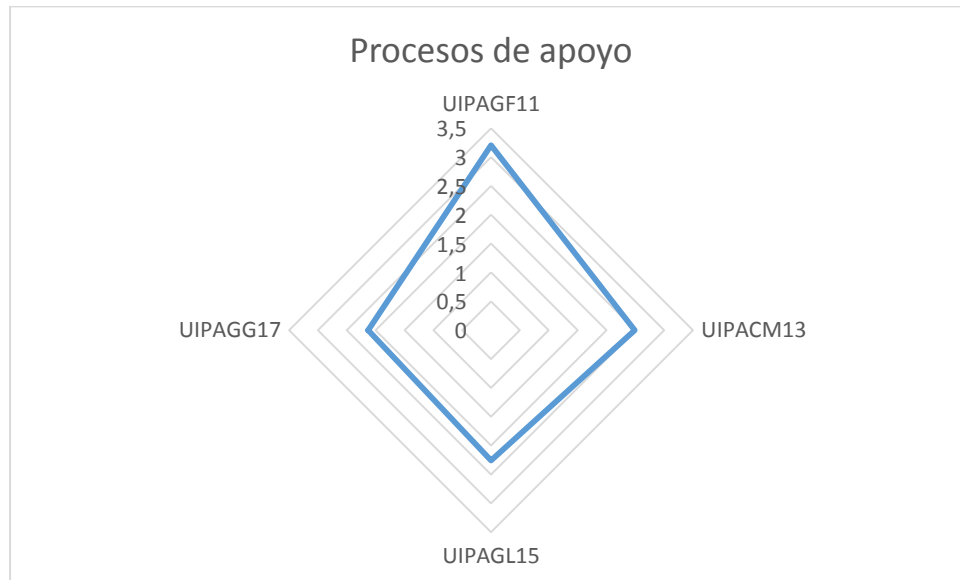 Procesos de apoyo
UIPAGF11
3,5
3
2,5
2
1,5
1
0,5
0
UIPAGG17
UIPACM13
UIPAGL15